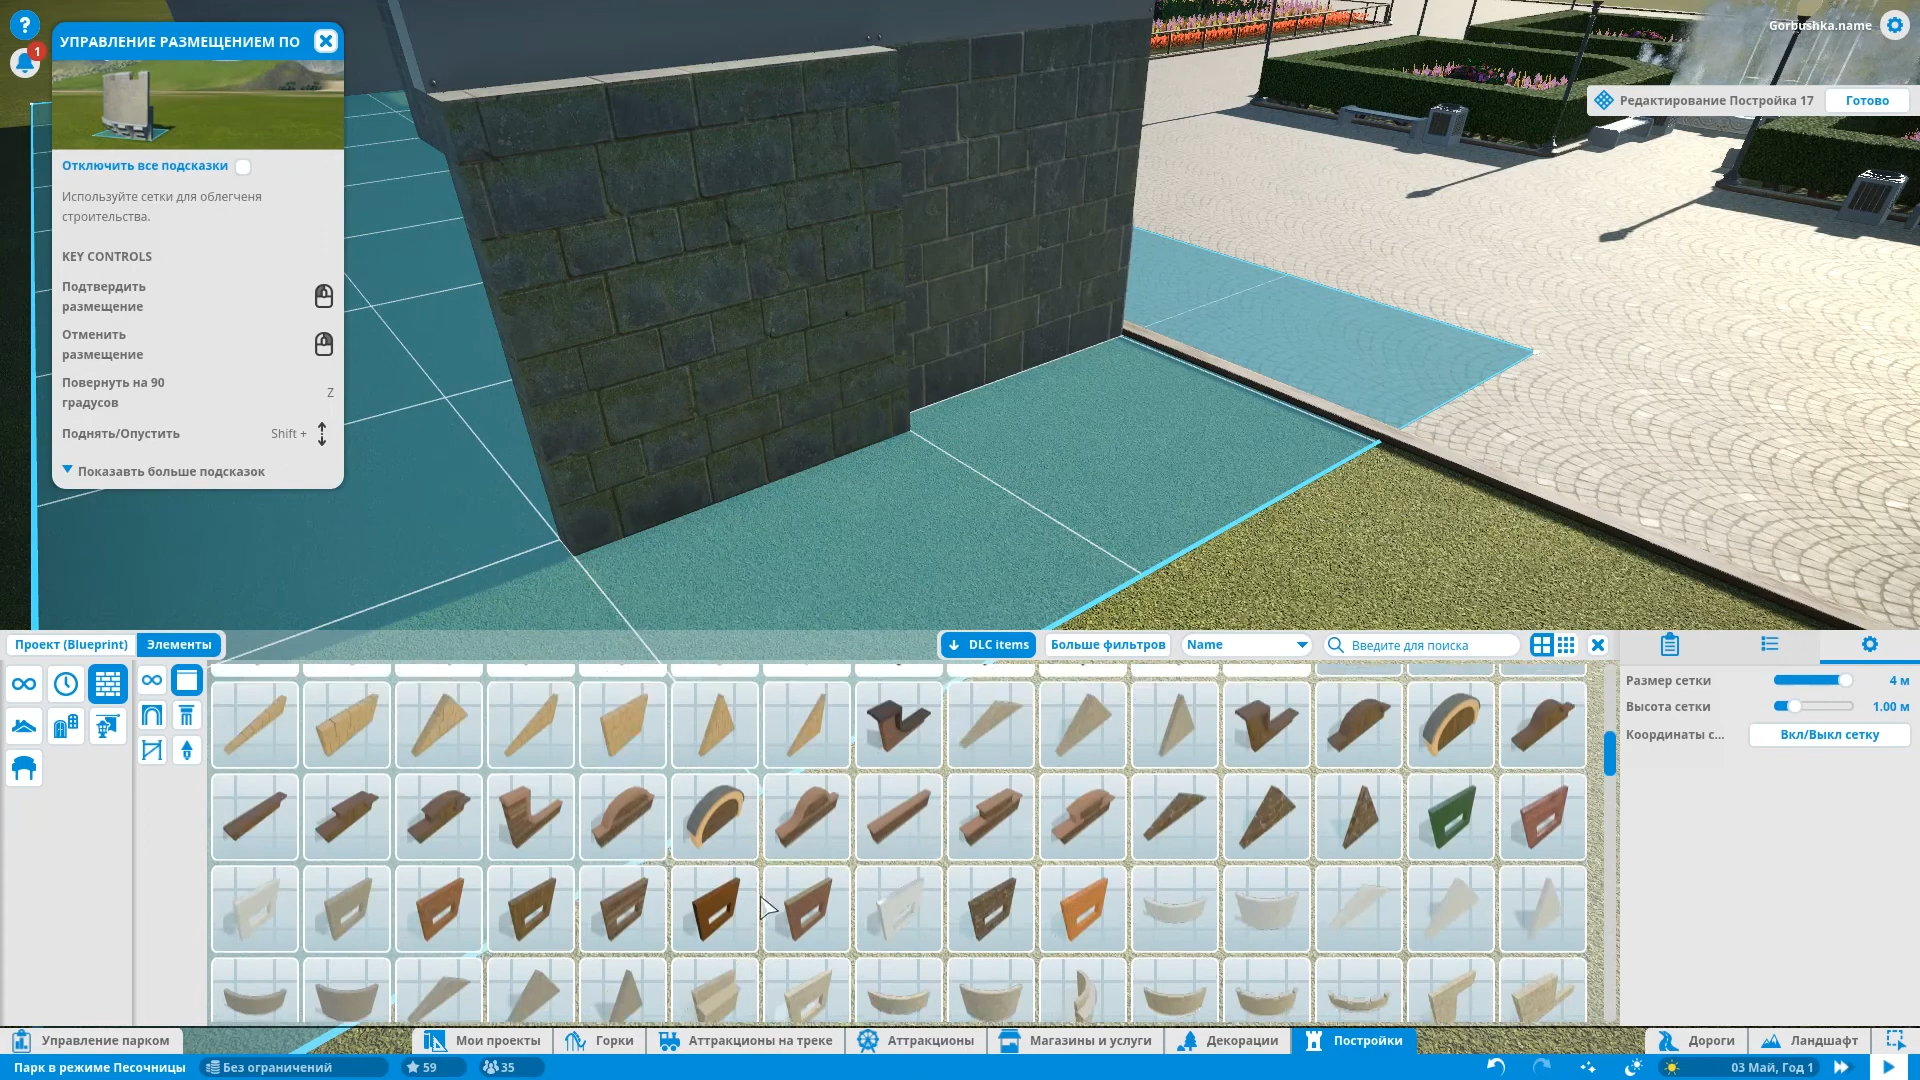 ?
1
УПРАВЛЕНИЕ РАЗМЕЩЕНИЕМ ПО
Отключить все подсказки
Используйте сетки для облегченя
строительства.
KEY CONTROLS
Подтвердить
размещение
Отменить
размещение
Повернуть на 90
градусов
Z
Поднять/Опустить
Shift +
Показавть больше подсказок
Gorbushka.name
Редактирование Постройка 17
Готово
Проект (Blueprint)
Элементы
DLC items
Больше фильтров
Name
Введите для поиска
Размер сетки
4 м
Высота сетки
1.00 м
Координаты с...
Вкл/Выкл сетку
Управление парком
Мои проекты
Горки
Аттракционы на треке
Аттракционы
Магазины и услуги
Декорации
Постройки
Дороги
Ландшафт
Парк в режиме Песочницы
Без ограничений
59
35
03 Май, Год 1